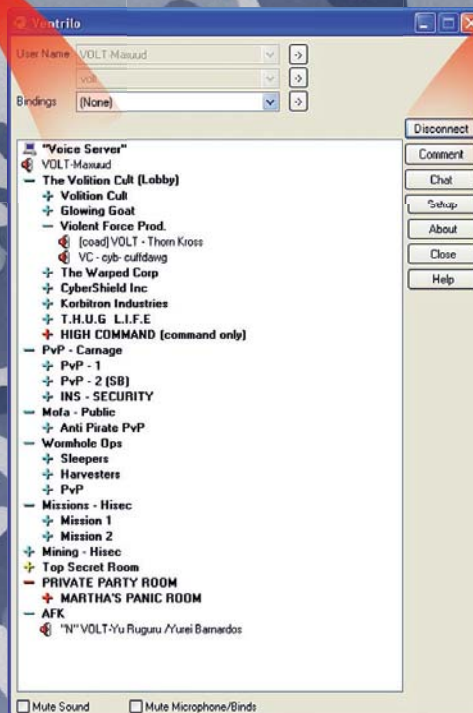 Ventrilo
User Name VOLT-Maxuud
volt
Bindings (None)
Disconnect
Comment
Chat
Setup
About
Close
Help
"Voice Server"
VOLT-Maxuud
The Volition Cult (Lobby)
Volition Cult
Glowing Goat
Violent Force Prod.
[coad] VOLT - Thorn Kross
VC - cyb- cuffdawg
The Warped Corp
CyberShield Inc
Korbitron Industries
T.H.U.G L.I.F.E
HIGH COMMAND (command only)
PvP - Carnage
PvP - 1
PvP - 2 (SB)
INS - SECURITY
Mofa - Public
Anti Pirate PvP
Wormhole Ops
Sleepers
Harvesters
PvP
Missions - Hisec
Mission 1
Mission 2
Mining - Hisec
Top Secret Room
PRIVATE PARTY ROOM
MARTHA'S PANIC ROOM
AFK
"N" VOLT-Yu Ruguru /Yurei Barnardos
Mute Sound
Mute Microphone/Binds